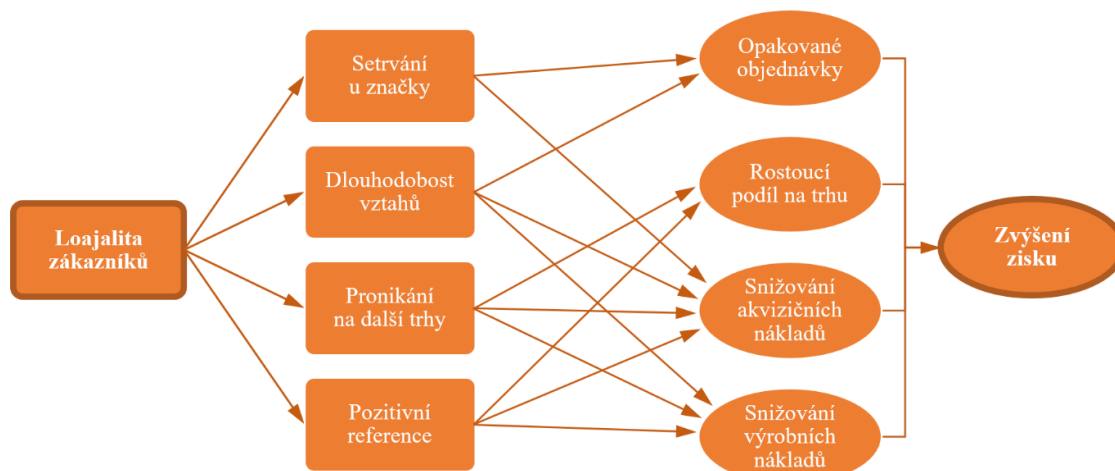 Loajalita
zákazníků
Setrvání
u značky
Dlouhodobost
vztahů
Pronikání
na další trhy
Pozitivní
reference
Opakované
objednávky
Rostoucí
podíl na trhu
Snižování
akvizičních
nákladů
Snižování
výrobních
nákladů
Zvýšení
zisku